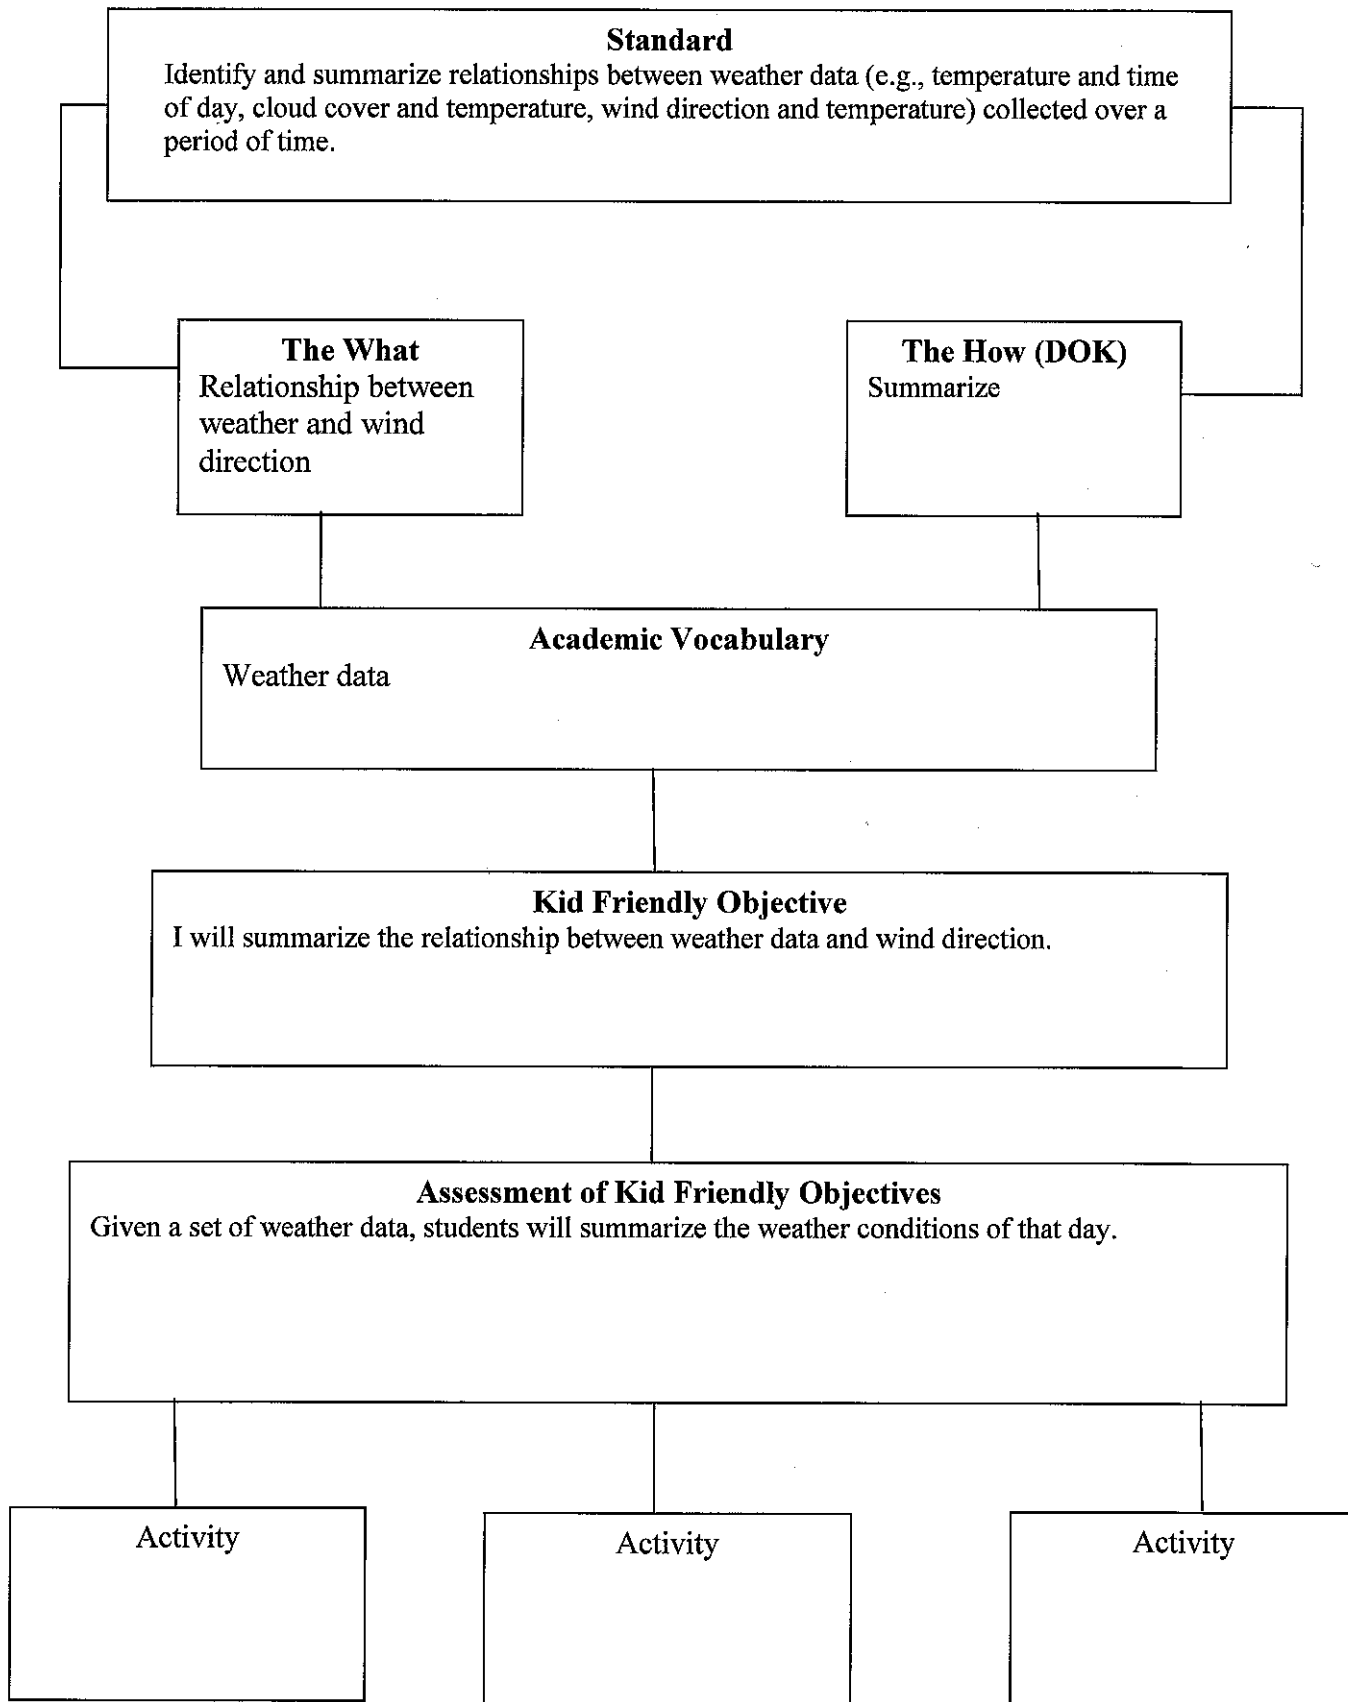 Standard
Identify and summarize relationships between weather data (e.g., temperature and time
of day, cloud cover and temperature, wind direction and temperature) collected over a
period of time.
The What
Relationship between
weather and wind
direction
The How (DOK)
Summarize
Academic Vocabulary
Weather data
Kid Friendly Objective
I will summarize the relationship between weather data and wind direction.
Assessment of Kid Friendly Objectives
Given a set of weather data, students will summarize the weather conditions of that day.
Activity
Activity
Activity